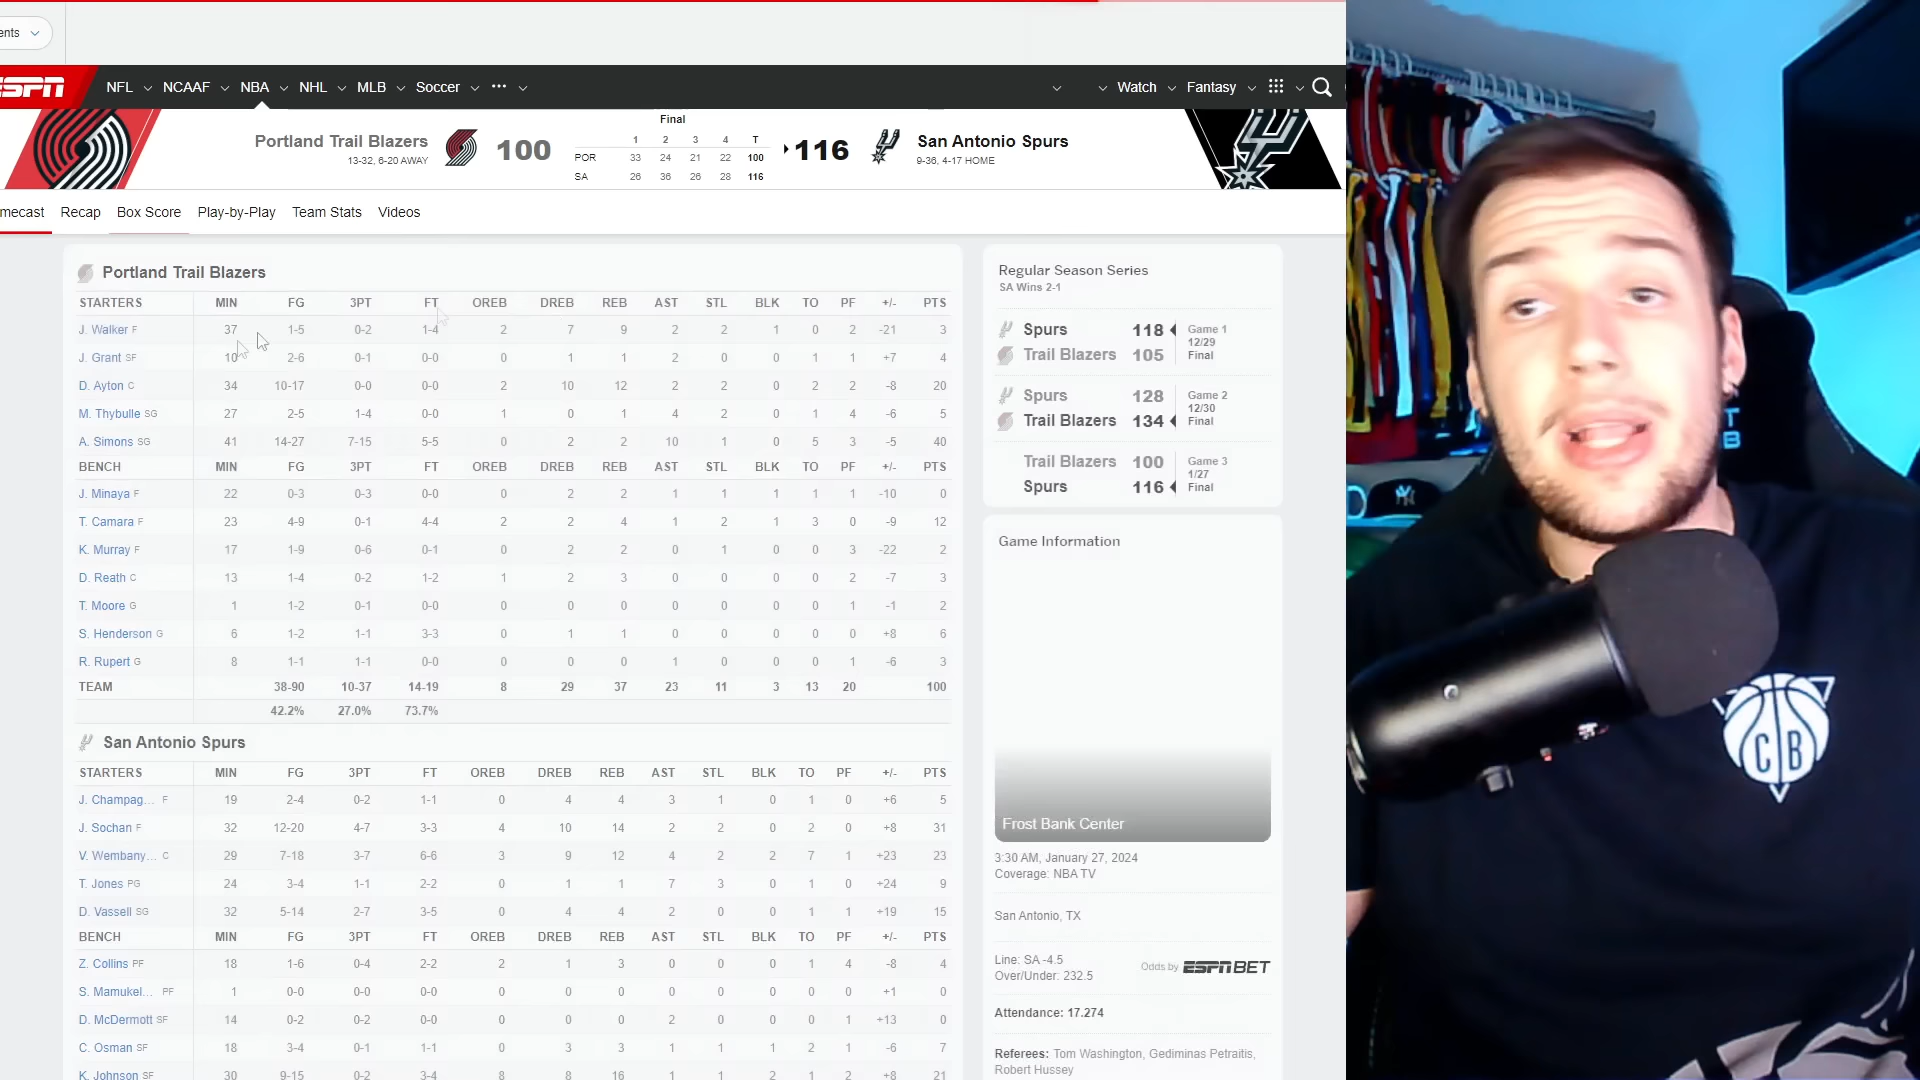 ents
ESPN NFL NCAAF NBA NHL MLB Soccer ••• Watch Fantasy
Final
Portland Trail Blazers 100 116 San Antonio Spurs
13-32, 6-20 AWAY 9-36, 4-17 HOME
1 2 3 4 T
POR 33 24 21 22 100
SA 26 36 26 28 116
mecast Recap Box Score Play-by-Play Team Stats Videos
Portland Trail Blazers
STARTERS MIN FG 3PT FT OREB DREB REB AST STL BLK TO PF +/- PTS
J. Walker F 37 1-5 0-2 1-4 2 7 9 2 2 1 0 2 -21 3
J. Grant SF 10 2-6 0-1 0-0 0 1 1 2 0 0 1 1 +7 4
D. Ayton C 34 10-17 0-0 0-0 2 10 12 2 2 0 2 2 -8 20
M. Thybulle SG 27 2-5 1-4 0-0 1 0 1 4 2 0 1 4 -6 5
A. Simons SG 41 14-27 7-15 5-5 0 2 2 10 1 0 5 3 -5 40
BENCH MIN FG 3PT FT OREB DREB REB AST STL BLK TO PF +/- PTS
J. Minaya F 22 0-3 0-3 0-0 0 2 2 1 1 1 1 1 -10 0
T. Camara F 23 4-9 0-1 4-4 2 2 4 1 2 1 3 0 -9 12
K. Murray F 17 1-9 0-6 0-1 0 2 2 0 1 0 0 3 -22 2
D. Reath C 13 1-4 0-2 1-2 1 2 3 0 0 0 0 2 -7 3
T. Moore G 1 1-2 0-1 0-0 0 0 0 0 0 0 0 1 -1 2
S. Henderson G 6 1-2 1-1 3-3 0 1 1 0 0 0 0 0 +8 6
R. Rupert G 8 1-1 1-1 0-0 0 0 0 1 0 0 0 1 -6 3
TEAM 38-90 10-37 14-19 8 29 37 23 11 3 13 20 100
42.2% 27.0% 73.7%
San Antonio Spurs
STARTERS MIN FG 3PT FT OREB DREB REB AST STL BLK TO PF +/- PTS
J. Champag... F 19 2-4 0-2 1-1 0 4 4 3 1 0 1 0 +6 5
J. Sochan F 32 12-20 4-7 3-3 4 10 14 2 2 0 2 0 +8 31
V. Wembany... C 29 7-18 3-7 6-6 3 9 12 4 2 2 7 1 +23 23
T. Jones PG 24 3-4 1-1 2-2 0 1 1 7 3 0 1 0 +24 9
D. Vassell SG 32 5-14 2-7 3-5 0 4 4 2 0 0 1 1 +19 15
BENCH MIN FG 3PT FT OREB DREB REB AST STL BLK TO PF +/- PTS
Z. Collins PF 18 1-6 0-4 2-2 2 1 3 0 0 0 1 4 -8 4
S. Mamukel... PF 1 0-0 0-0 0-0 0 0 0 0 0 0 0 0 +1 0
D. McDermott SF 14 0-2 0-2 0-0 0 0 0 2 0 0 0 1 +13 0
C. Osman SF 18 3-4 0-1 1-1 0 3 3 1 1 1 2 1 -6 7
K. Johnson SF 30 9-15 0-2 3-4 8 8 16 1 1 2 1 2 +8 21
Regular Season Series
SA Wins 2-1
Spurs 118 Game 1
12/29
Trail Blazers 105 Final
Spurs 128 Game 2
12/30
Trail Blazers 134 Final
Trail Blazers 100 Game 3
1/27
Spurs 116 Final
Game Information
Frost Bank Center
3:30 AM, January 27, 2024
Coverage: NBA TV
San Antonio, TX
Line: SA -4.5
Over/Under: 232.5
Odds by ESPN BET
Attendance: 17.274
Referees: Tom Washington, Gediminas Petraitis,
Robert Hussey
CB